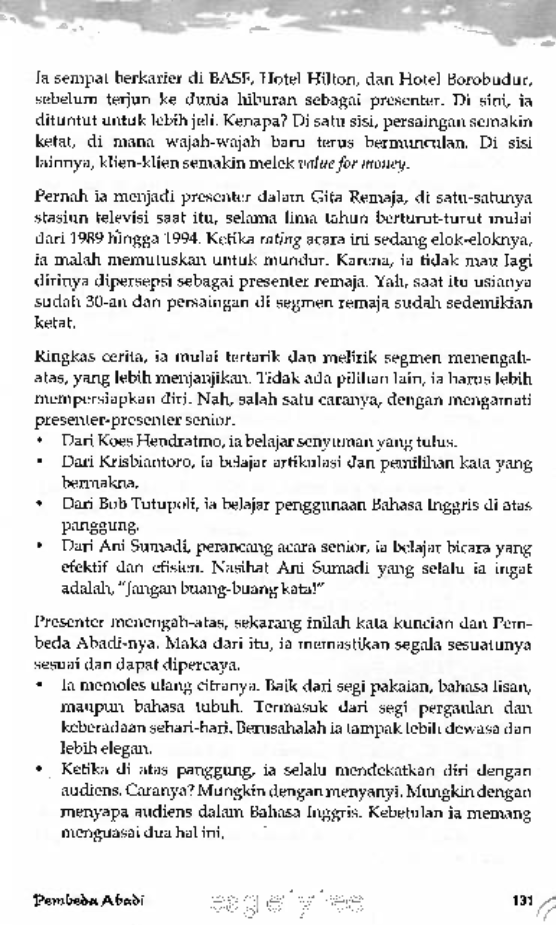 Ia sempat berkarier di BASF, Hotel Hilton, dan Hotel Borobudur,
sebelum terjun ke dunia hiburan sebagai presenter. Di sini, ia
dituntut untuk lebih jeli. Kenapa? Di satu sisi, persaingan semakin
ketat, di mana wajah-wajah baru terus bermunculan. Di sisi
lainnya, klien-klien semakin melek value for money.
Pernah ia menjadi presenter dalam Gita Remaja, di satu-satunya
stasiun televisi saat itu, selama lima tahun berturut-turut mulai
dari 1989 hingga 1994. Ketika rating acara ini sedang elok-eloknya,
ia malah memutuskan untuk mundur. Karena, ia tidak mau lagi
dirinya dipersepsi sebagai presenter remaja. Yah, saat itu usianya
sudah 30-an dan persaingan di segmen remaja sudah sedemikian
ketat.
Ringkas cerita, ia mulai tertarik dan melirik segmen menengah-
atas, yang lebih menjanjikan. Tidak ada pilihan lain, ia harus lebih
mempersiapkan diri. Nah, salah satu caranya, dengan mengamati
presenter-presenter senior.
• Dari Koes Hendratmo, ia belajar senyuman yang tulus.
• Dari Krisbiantoro, ia belajar artikulasi dan pemilihan kata yang
bermakna.
• Dari Bob Tutupoli, ia belajar penggunaan Bahasa Inggris di atas
panggung.
• Dari Ani Sumadi, perancang acara senior, ia belajar bicara yang
efektif dan efisien. Nasihat Ani Sumadi yang selalu ia ingat
adalah, "Jangan buang-buang kata!"
Presenter menengah-atas, sekarang inilah kata kuncian dan Pem-
beda Abadi-nya. Maka dari itu, ia memastikan segala sesuatunya
sesuai dan dapat dipercaya.
• Ia memoles ulang citranya. Baik dari segi pakaian, bahasa lisan,
maupun bahasa tubuh. Termasuk dari segi pergaulan dan
keberadaan sehari-hari. Berusahalah ia tampak lebih dewasa dan
lebih elegan.
• Ketika di atas panggung, ia selalu mendekatkan diri dengan
audiens. Caranya? Mungkin dengan menyanyi. Mungkin dengan
menyapa audiens dalam Bahasa Inggris. Kebetulan ia memang
menguasai dua hal ini.
Pembeda Abadi
131